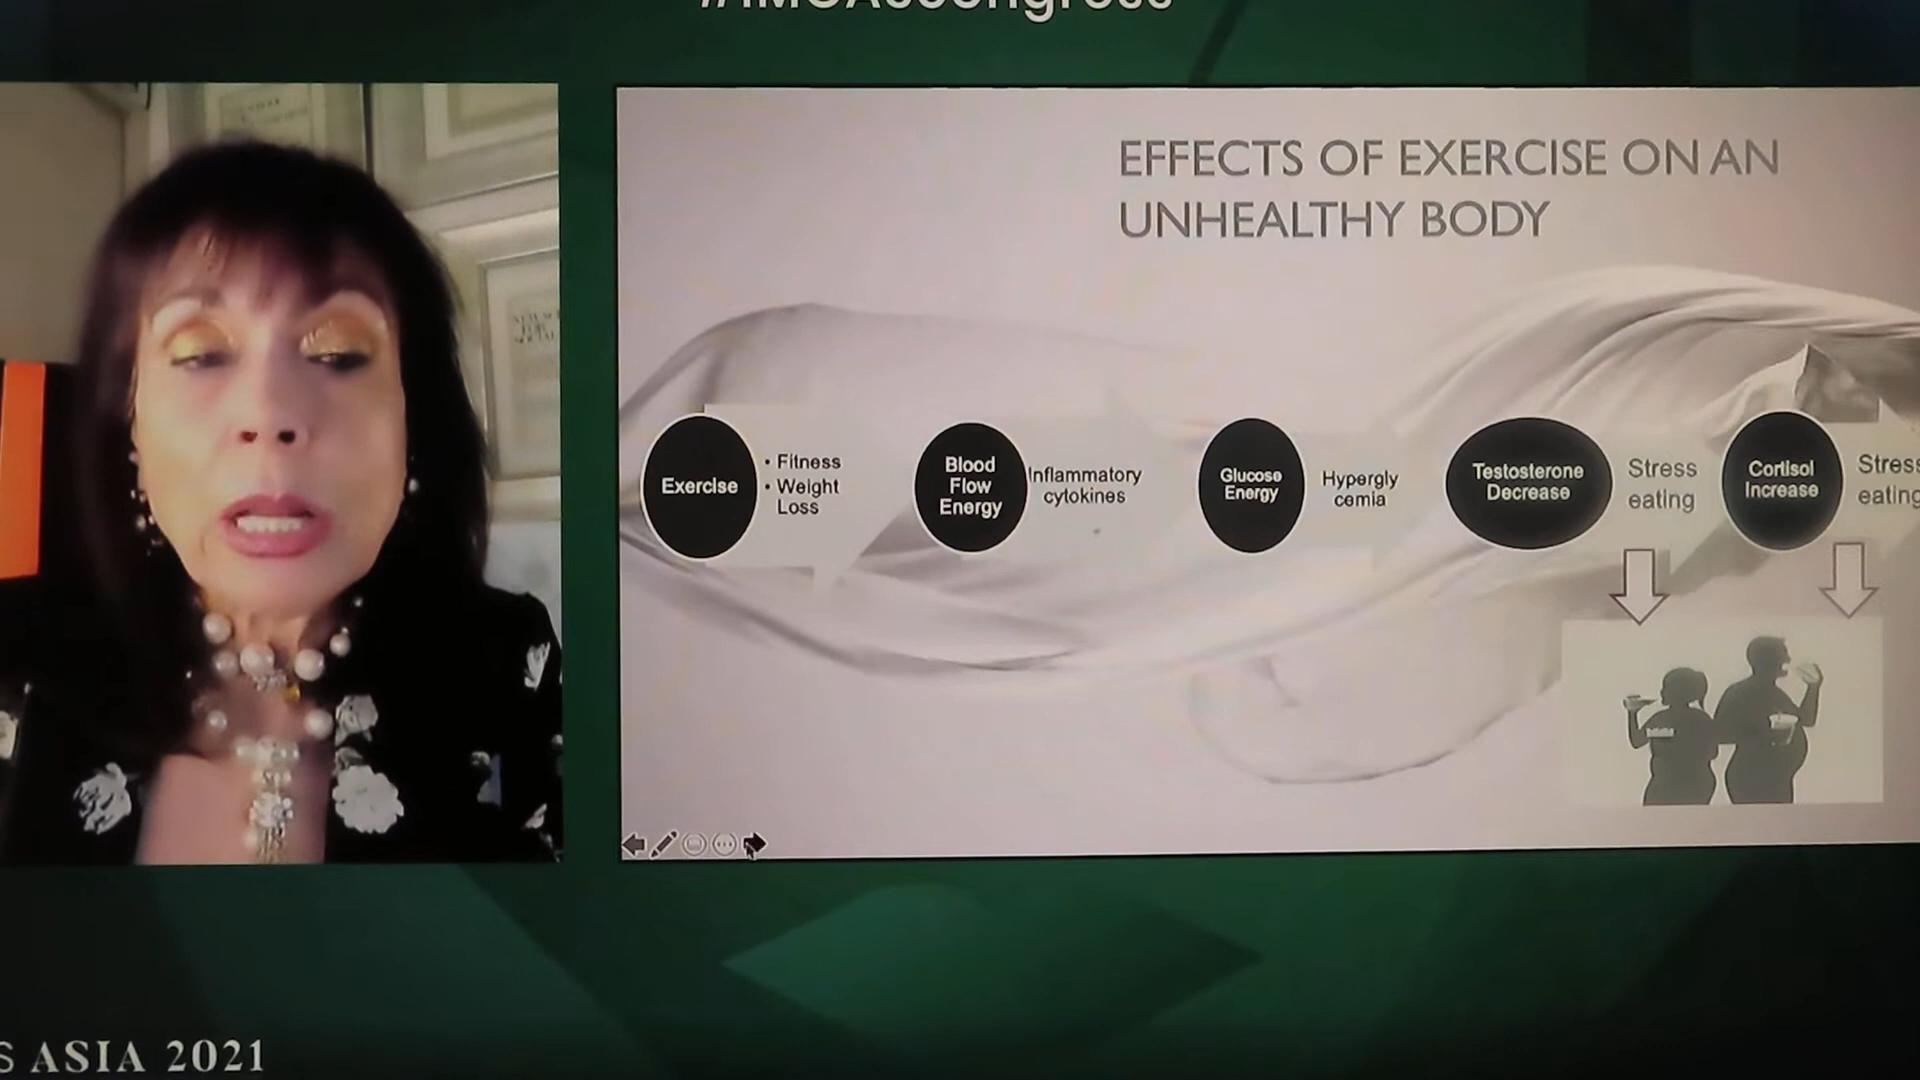 EFFECTS OF EXERCISE ON AN
UNHEALTHY BODY
Exercise
• Fitness
• Weight
Loss
Blood
Flow
Energy
Inflammatory
cytokines
Glucose
Energy
Hypergly
cemia
Testosterone
Decrease
Stress
eating
Cortisol
Increase
Stress
eating
S ASIA 2021